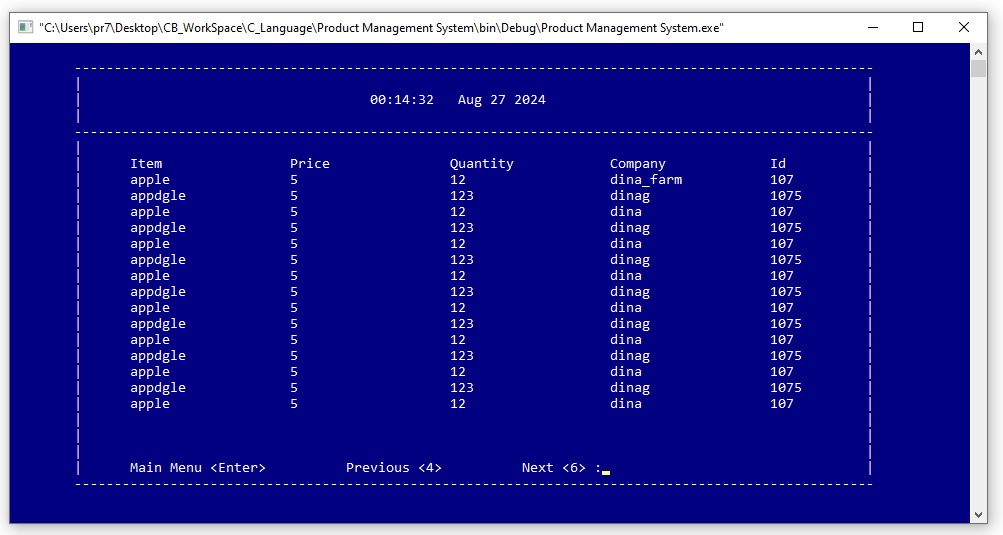 "C:\Users\pr7\Desktop\CB_WorkSpace\C_Language\Product Management System\bin\Debug\Product Management System.exe"
00:14:32 Aug 27 2024
Item Price Quantity Company Id
apple 5 12 dina_farm 107
appdgle 5 123 dinag 1075
apple 5 12 dina 107
appdgle 5 123 dinag 1075
apple 5 12 dina 107
appdgle 5 123 dinag 1075
apple 5 12 dina 107
appdgle 5 123 dinag 1075
apple 5 12 dina 107
appdgle 5 123 dinag 1075
apple 5 12 dina 107
appdgle 5 123 dinag 1075
apple 5 12 dina 107
appdgle 5 123 dinag 1075
apple 5 12 dina 107
Main Menu <Enter> Previous <4> Next <6> :